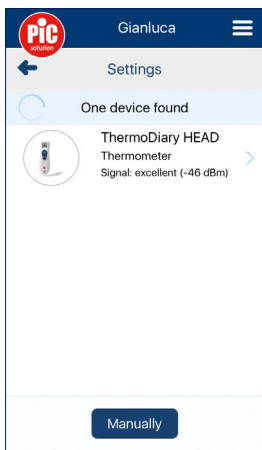 PiC
solution
Gianluca
Settings
One device found
ThermoDiary HEAD
Thermometer
Signal: excellent (-46 dBm)
Manually